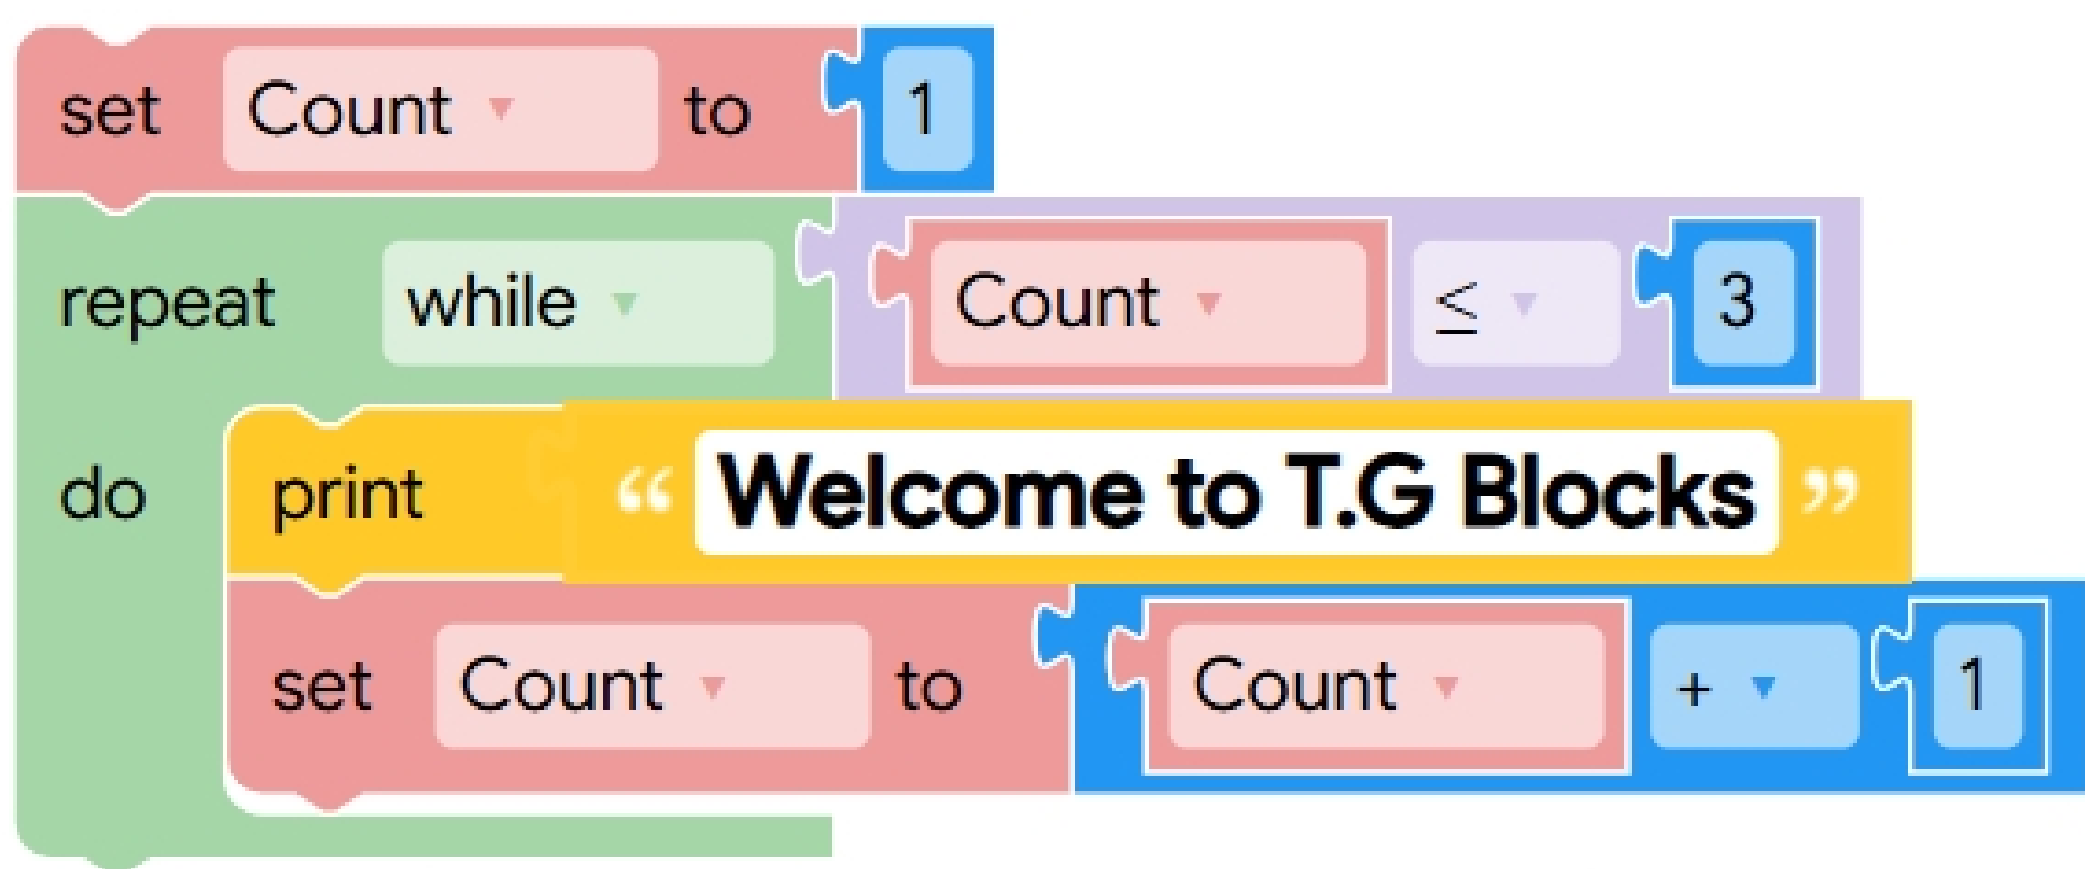 set Count to 1
repeat while Count ≤ 3
do print “ Welcome to T.G Blocks ”
set Count to Count + 1